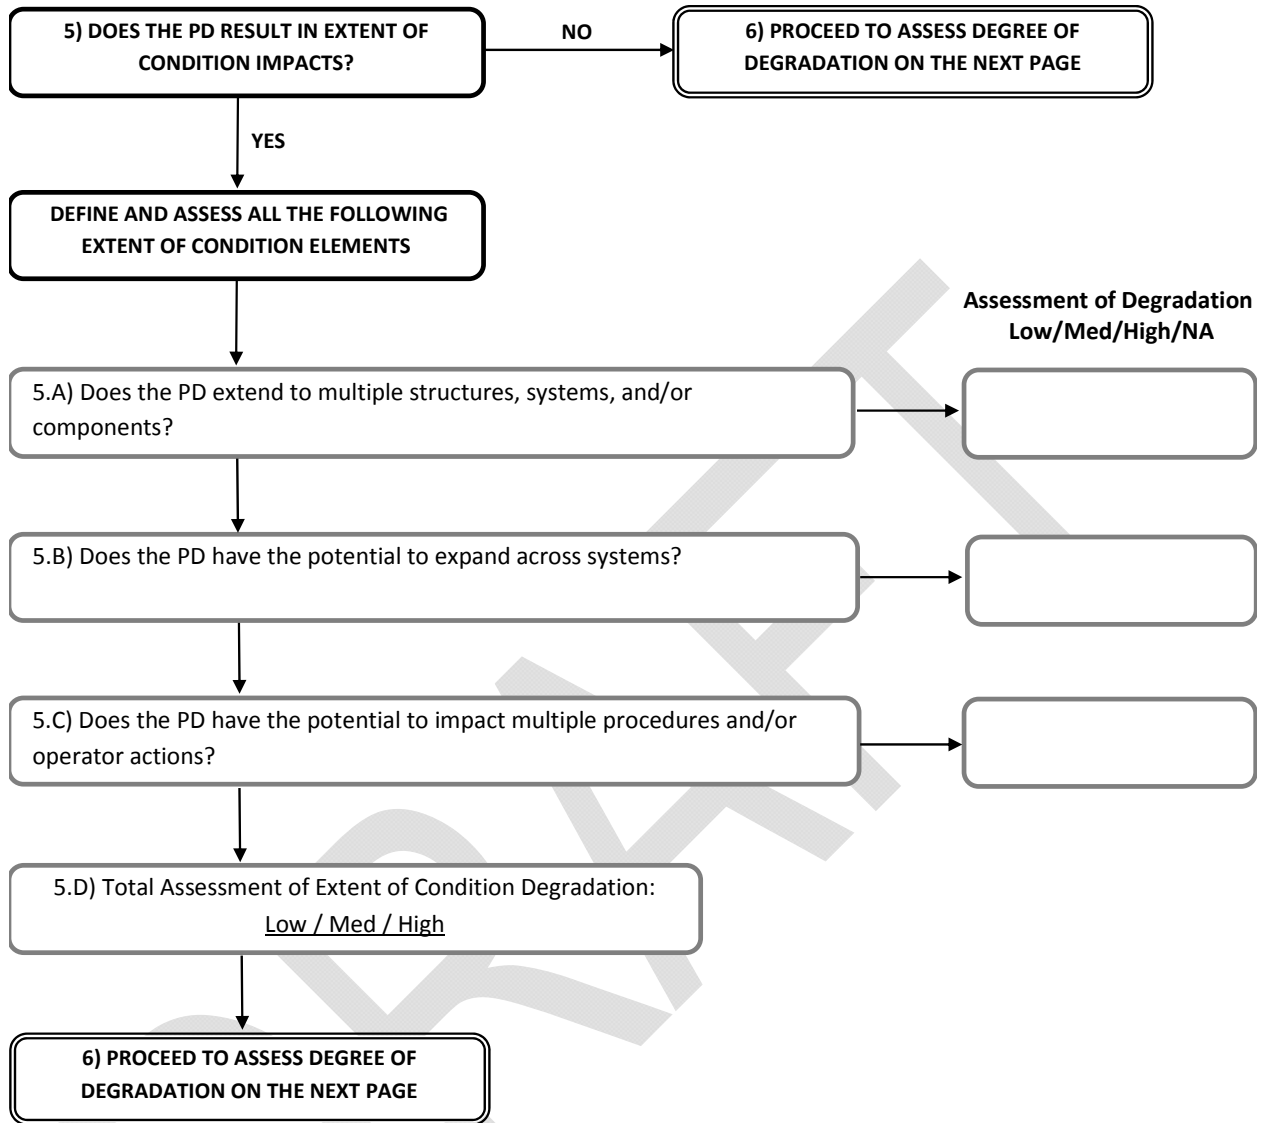 5) DOES THE PD RESULT IN EXTENT OF
CONDITION IMPACTS?
NO
6) PROCEED TO ASSESS DEGREE OF
DEGRADATION ON THE NEXT PAGE
YES
DEFINE AND ASSESS ALL THE FOLLOWING
EXTENT OF CONDITION ELEMENTS
Assessment of Degradation
Low/Med/High/NA
5.A) Does the PD extend to multiple structures, systems, and/or
components?
5.B) Does the PD have the potential to expand across systems?
5.C) Does the PD have the potential to impact multiple procedures and/or
operator actions?
5.D) Total Assessment of Extent of Condition Degradation:
Low / Med / High
6) PROCEED TO ASSESS DEGREE OF
DEGRADATION ON THE NEXT PAGE
DRAFT